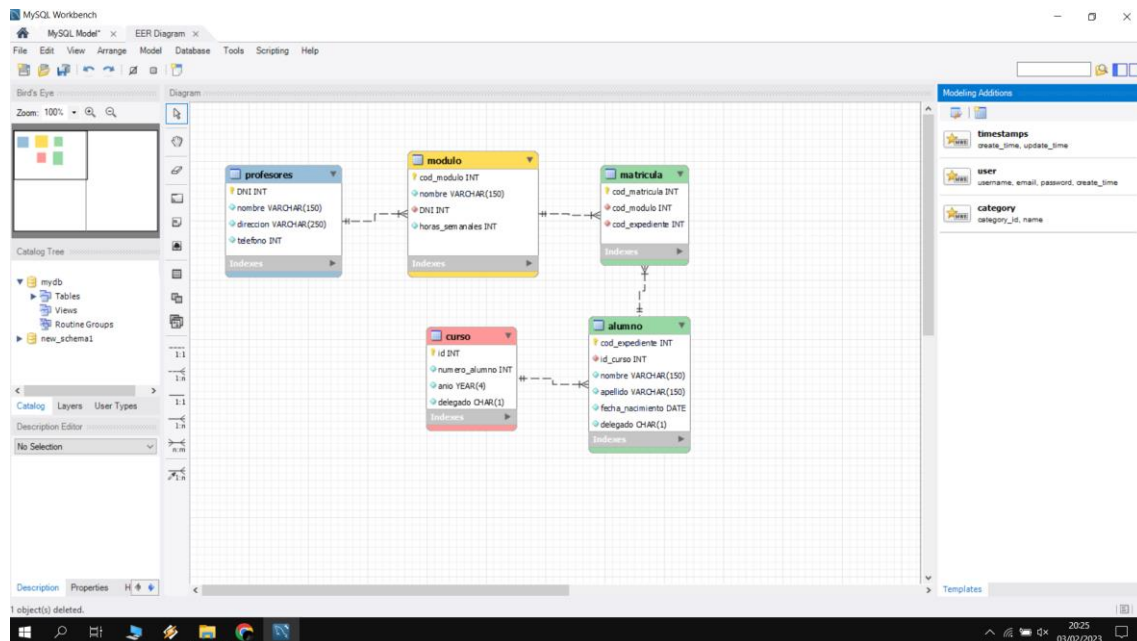 MySQL Workbench
MySQL Model* × EER Diagram ×
File Edit View Arrange Model Database Tools Scripting Help
Bird's Eye
Zoom: 100%
Catalog Tree
mydb
Tables
Views
Routine Groups
new_schema1
Catalog Layers User Types
Description Editor
No Selection
Description Properties H
1 object(s) deleted.
Diagram
1:1
1:n
1:1
1:n
n:m
1:n
profesores
DNI INT
nombre VARCHAR(150)
direccion VARCHAR(250)
telefono INT
Indexes
modulo
cod_modulo INT
nombre VARCHAR(150)
DNI INT
horas_semanales INT
Indexes
matricula
cod_matricula INT
cod_modulo INT
cod_expediente INT
Indexes
curso
id INT
numero_alumno INT
anio YEAR(4)
delegado CHAR(1)
Indexes
alumno
cod_expediente INT
id_curso INT
nombre VARCHAR(150)
apellido VARCHAR(150)
fecha_nacimiento DATE
delegado CHAR(1)
Indexes
Modeling Additions
timestamps
create_time, update_time
user
username, email, password, create_time
category
category_id, name
Templates
20:25
03/02/2023